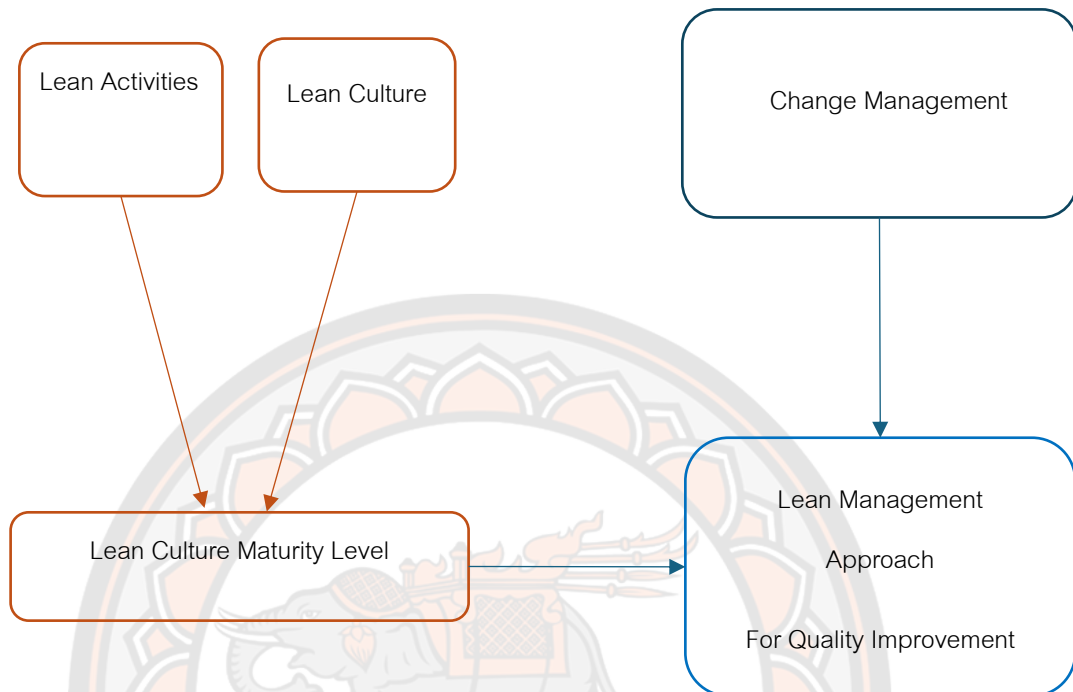 Lean Activities
Lean Culture
Change Management
Lean Culture Maturity Level
Lean Management
Approach
For Quality Improvement